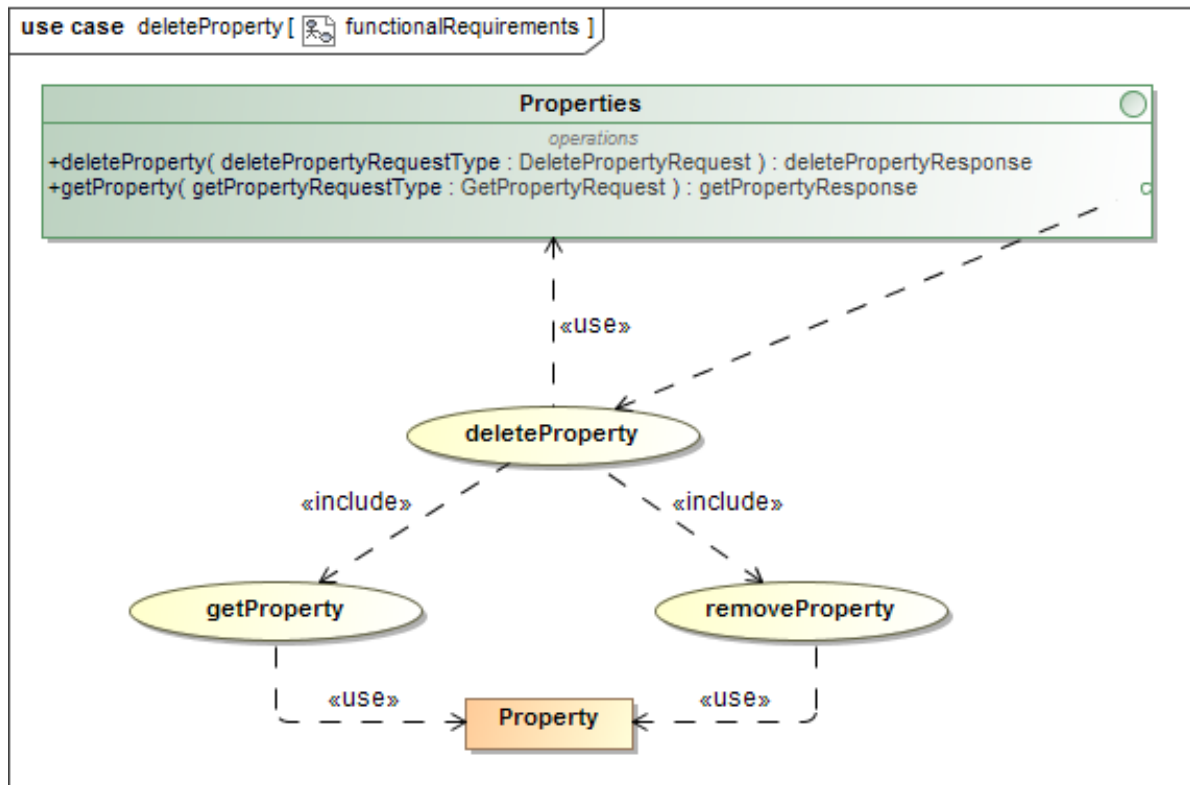 use case deleteProperty [ functionalRequirements ]
Properties
operations
+deleteProperty( deletePropertyRequestType : DeletePropertyRequest ) : deletePropertyResponse
+getProperty( getPropertyRequestType : GetPropertyRequest ) : getPropertyResponse
«use»
deleteProperty
«include» «include»
getProperty removeProperty
«use» «use»
Property